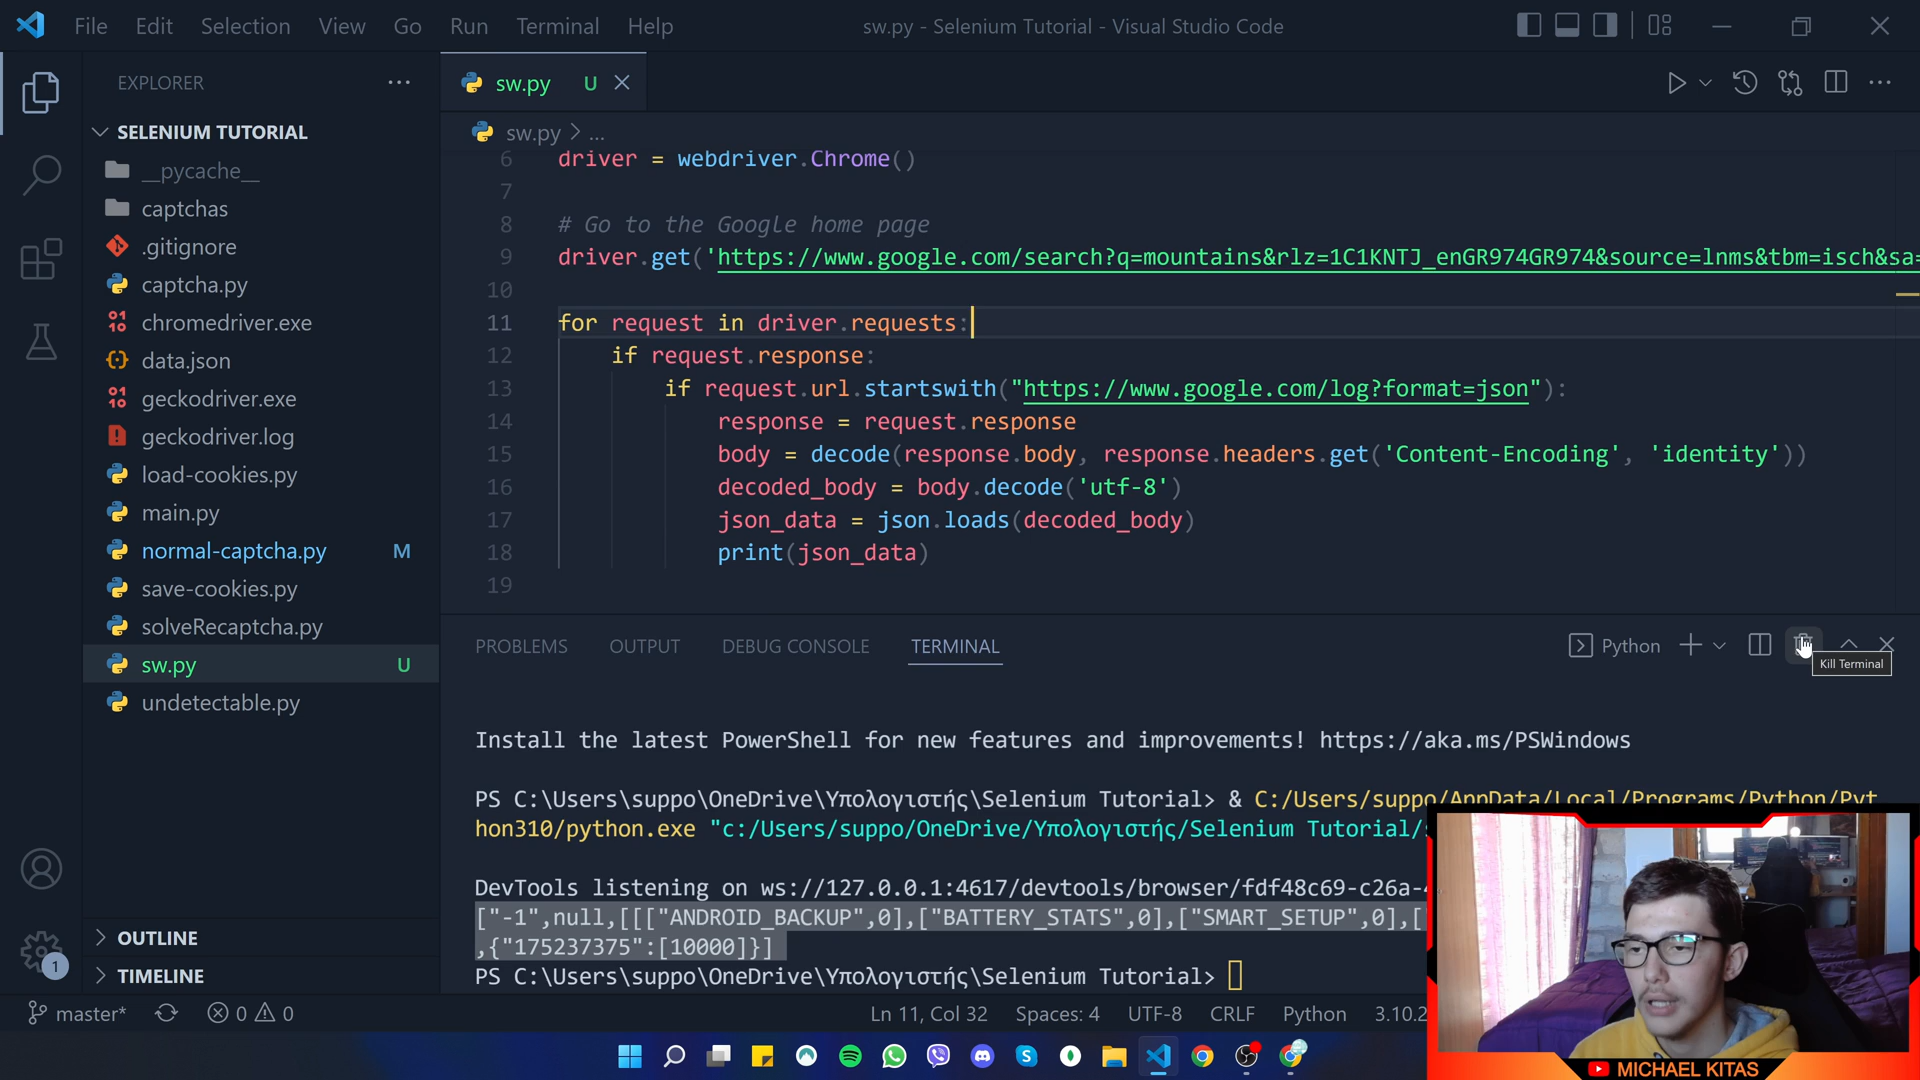 File Edit Selection View Go Run Terminal Help
sw.py - Selenium Tutorial - Visual Studio Code
EXPLORER
SELENIUM TUTORIAL
__pycache__
captchas
.gitignore
captcha.py
chromedriver.exe
data.json
geckodriver.exe
geckodriver.log
load-cookies.py
main.py
normal-captcha.py M
save-cookies.py
solveRecaptcha.py
sw.py U
undetectable.py
OUTLINE
TIMELINE
sw.py U
sw.py > ...
6 driver = webdriver.Chrome()
7
8 # Go to the Google home page
9 driver.get('https://www.google.com/search?q=mountains&rlz=1C1KNTJ_enGR974GR974&source=lnms&tbm=isch&sa=
10
11 for request in driver.requests:
12 if request.response:
13 if request.url.startswith("https://www.google.com/log?format=json"):
14 response = request.response
15 body = decode(response.body, response.headers.get('Content-Encoding', 'identity'))
16 decoded_body = body.decode('utf-8')
17 json_data = json.loads(decoded_body)
18 print(json_data)
19
PROBLEMS OUTPUT DEBUG CONSOLE TERMINAL
Python
Kill Terminal
Install the latest PowerShell for new features and improvements! https://aka.ms/PSWindows
PS C:\Users\suppo\OneDrive\Υπολογιστής\Selenium Tutorial> & C:/Users/suppo/AppData/Local/Programs/Python/Pyt
hon310/python.exe "c:/Users/suppo/OneDrive/Υπολογιστής/Selenium Tutorial/
DevTools listening on ws://127.0.0.1:4617/devtools/browser/fdf48c69-c26a-
["-1",null,[[["ANDROID_BACKUP",0],["BATTERY_STATS",0],["SMART_SETUP",0],[
,{"175237375":[10000]}]
PS C:\Users\suppo\OneDrive\Υπολογιστής\Selenium Tutorial>
1
master* 0 0
Ln 11, Col 32 Spaces: 4 UTF-8 CRLF Python 3.10.2
MICHAEL KITAS